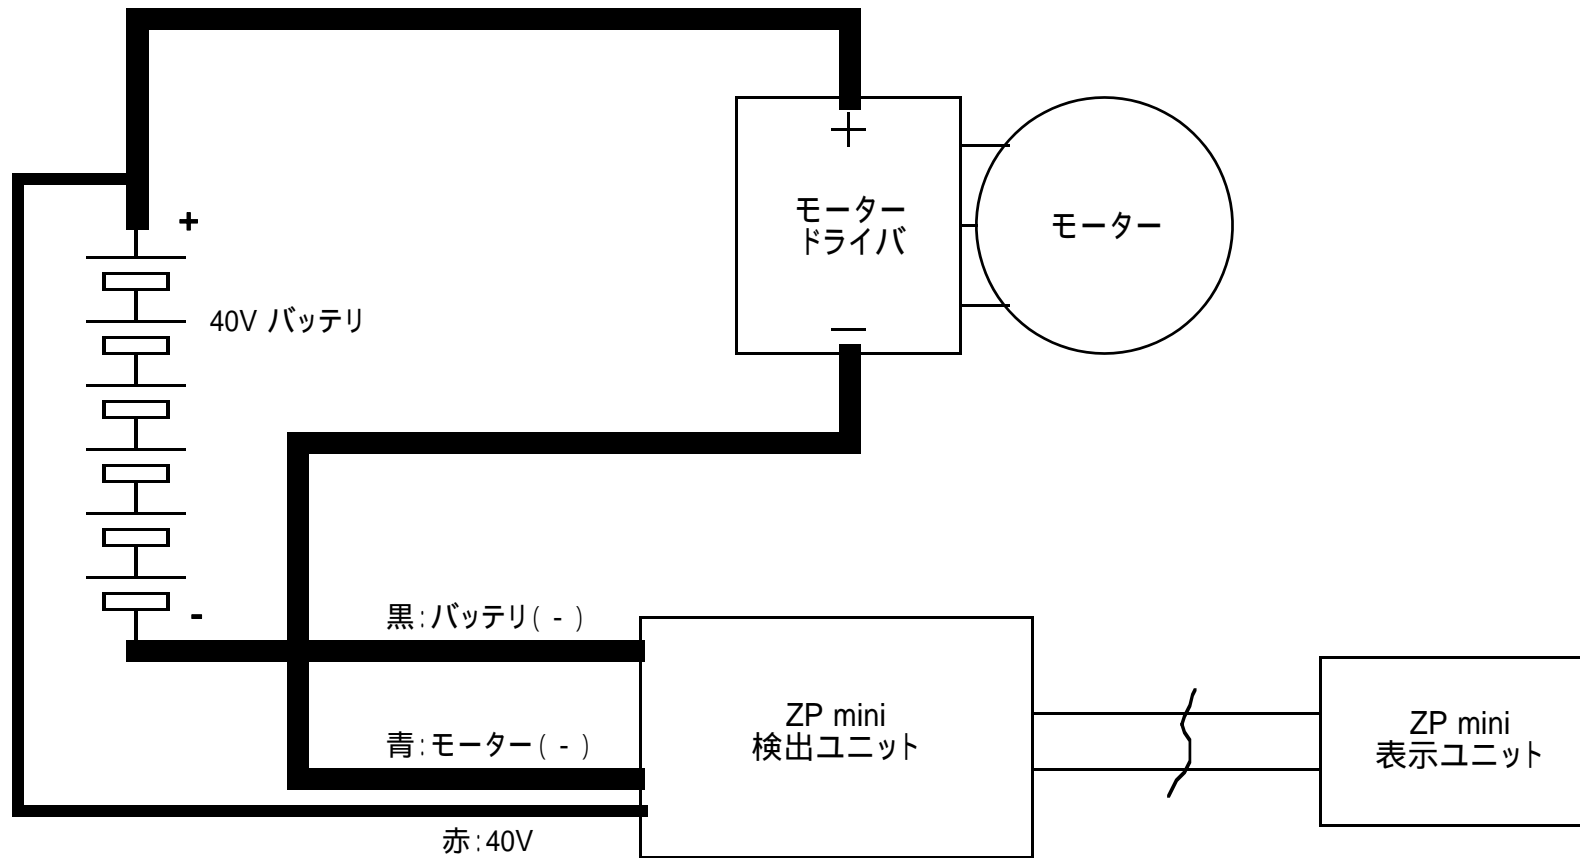 +
モーター
ドライバ
モーター
+
40V バッテリ
－
-
黒:バッテリ( - )
青:モーター( - )
赤:40V
ZP mini
検出ユニット
ZP mini
表示ユニット